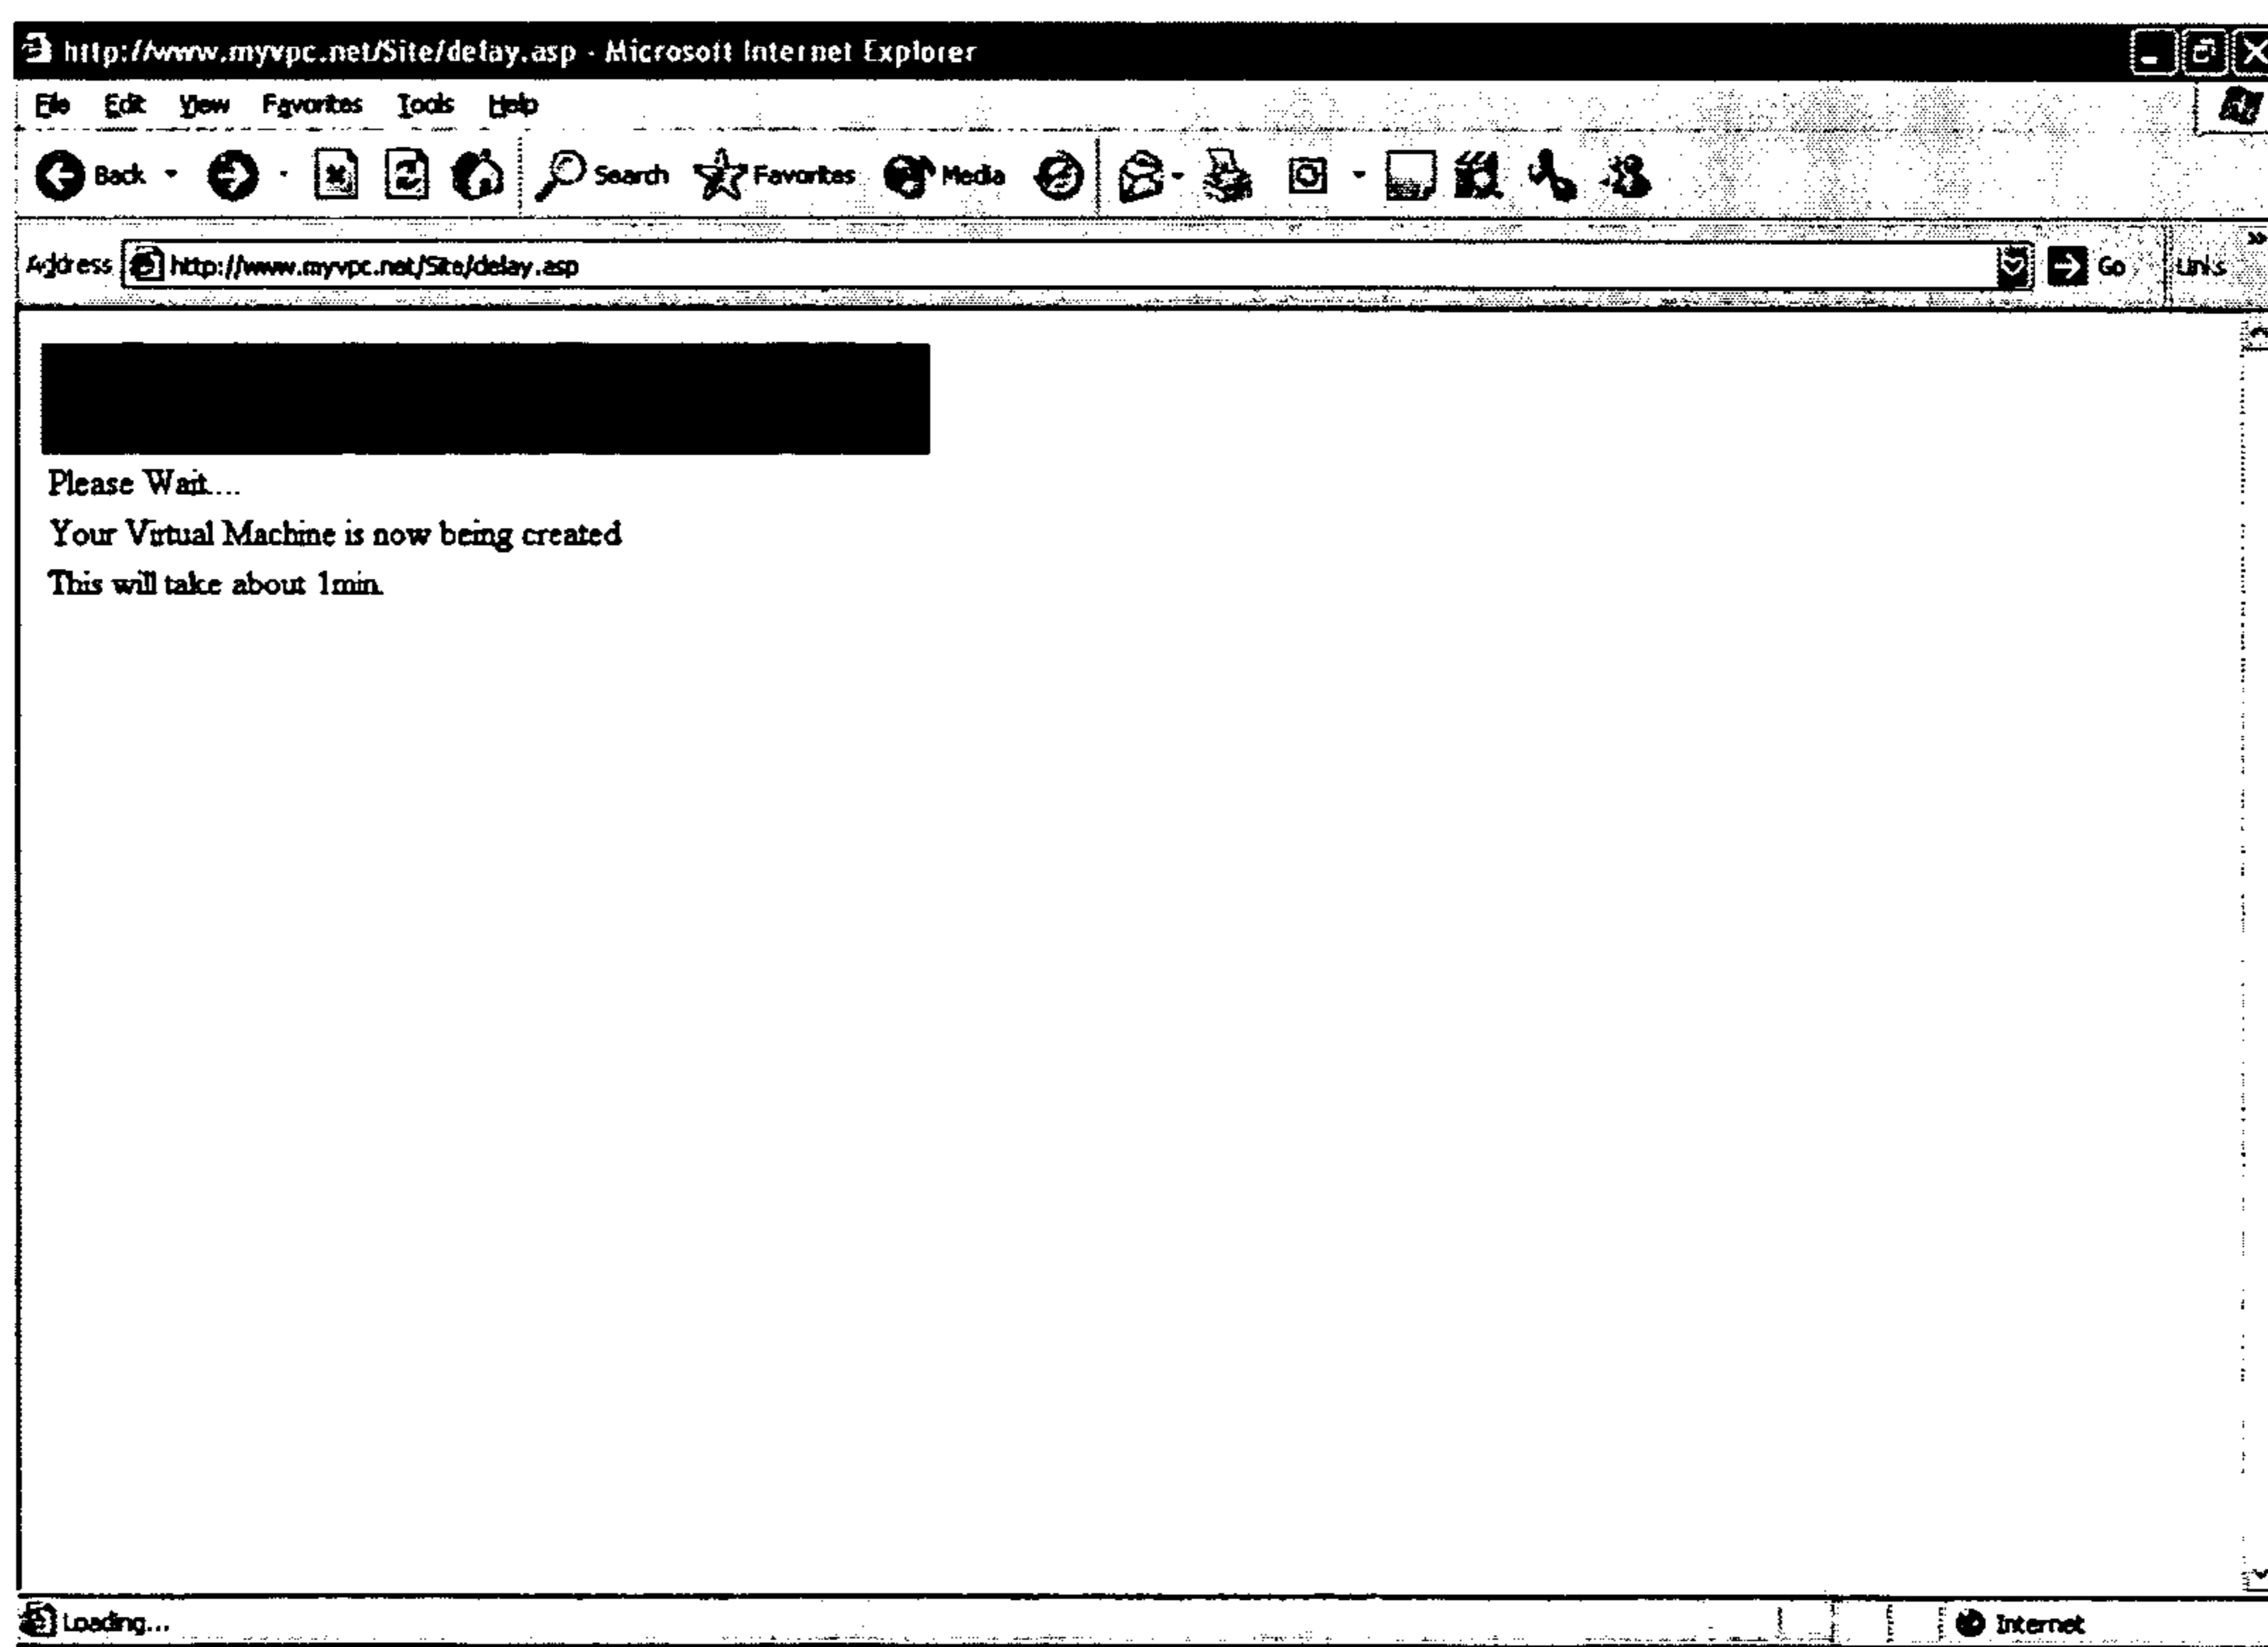 http://www.myvpc.net/Site/delay.asp - Microsoft Internet Explorer
File Edit View Favorites Tools Help
Back Search Favorites Media
Address http://www.myvpc.net/Site/delay.asp Go Links »
Please Wait....
Your Virtual Machine is now being created
This will take about 1min.
Loading... Internet